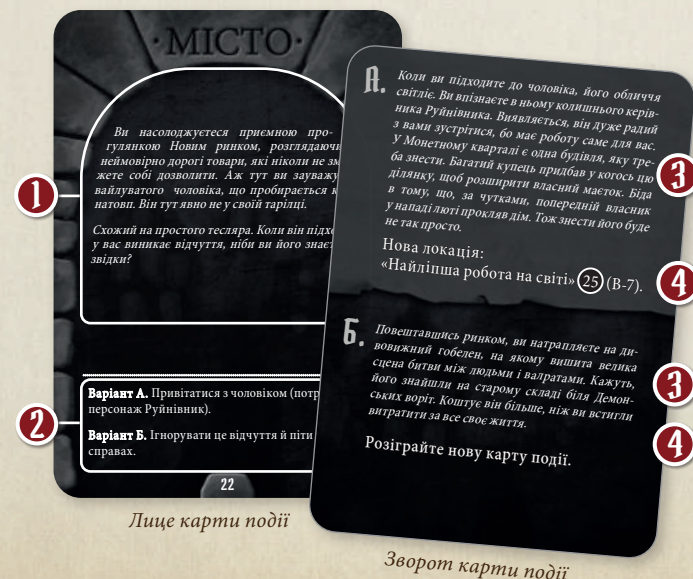 ·МІСТО·
Ви насолоджуєтеся приємною про-
гулянкою Новим ринком, розглядаючи
неймовірно дорогі товари, які ніколи не
жете собі дозволити. Аж тут ви
вайлуватого чоловіка, що пробирається
натовп. Він тут явно не у своїй тарілці.
Схожий на простого тесляра. Коли він
у вас виникає відчуття, ніби ви його
звідки?
1
Варіант А. Привітатися з чоловіком
персонаж Руйнівник).
Варіант Б. Ігнорувати це відчуття й піти
справах.
2
22
Лице карти події
А.
Коли ви підходите до чоловіка, його обличчя
світліє. Ви впізнаєте в ньому колишнього керів-
ника Руйнівника. Виявляється, він дуже радий
з вами зустрітися, бо має роботу саме для вас.
У Монетному кварталі є одна будівля, яку тре-
ба знести. Багатий купець придбав у когось цю
ділянку, щоб розширити власний маєток. Біда
в тому, що, за чутками, попередній власник
у нападі люті прокляв дім. Тож знести його буде
не так просто.
3
Нова локація:
«Найліпша робота на світі» 25 (В-7).
4
Б.
Повештавшись ринком, ви натрапляєте на ди-
вовижний гобелен, на якому вишита велика
сцена битви між людьми і валратами. Кажуть,
його знайшли на старому складі біля Демон-
ських воріт. Коштує він більше, ніж ви встигли
витратити за все своє життя.
3
Розіграйте нову карту події.
4
Зворот карти події